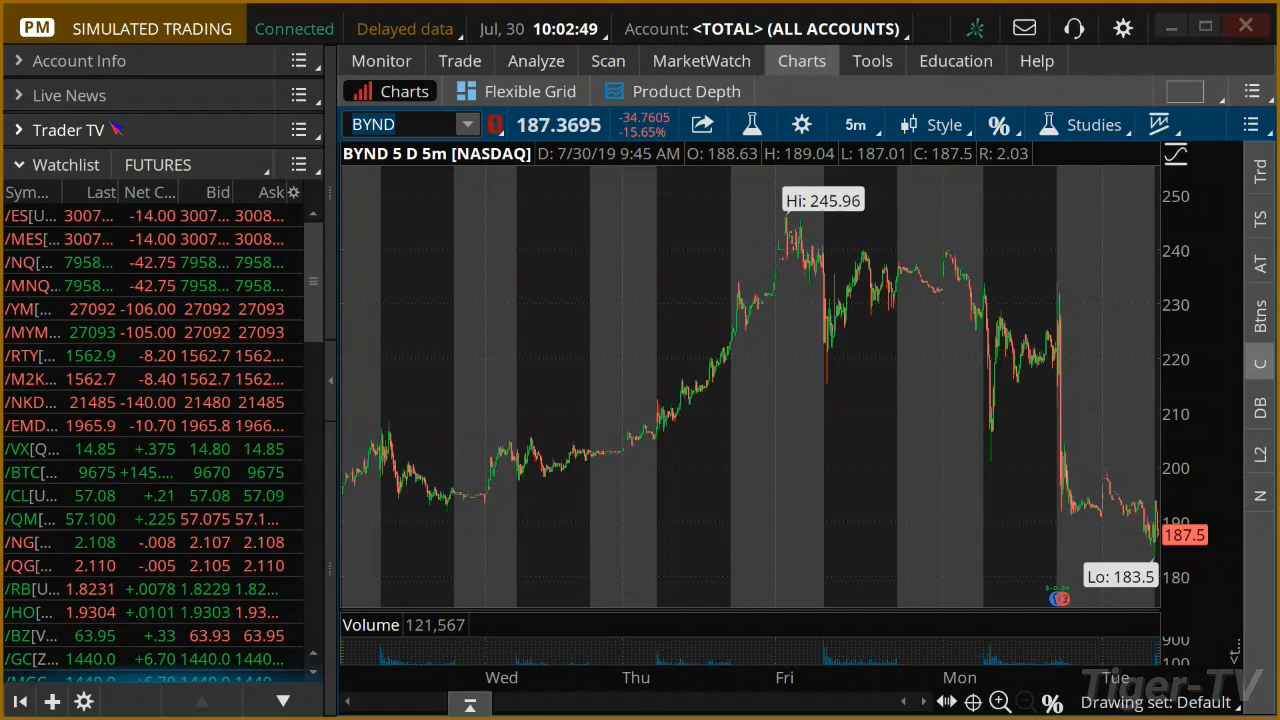 PM SIMULATED TRADING Connected Delayed data Jul, 30 10:02:49 Account: <TOTAL> (ALL ACCOUNTS)
Account Info
Live News
Trader TV
Watchlist FUTURES
Sym... Last Net C... Bid Ask
/ES[U... 3007... -14.00 3007... 3008...
/MES[... 3007... -14.00 3007... 3008...
/NQ[... 7958... -42.75 7958... 7958...
/MNQ... 7958... -42.75 7958... 7958...
/YM[... 27092 -106.00 27092 27093
/MYM... 27093 -105.00 27092 27093
/RTY[... 1562.9 -8.20 1562.7 1562...
/M2K... 1562.7 -8.40 1562.7 1562...
/NKD... 21485 -140.00 21480 21485
/EMD... 1965.9 -10.70 1965.8 1966...
/VX[Q... 14.85 +.375 14.80 14.85
/BTC[... 9675 +145.... 9670 9675
/CL[U... 57.08 +.21 57.08 57.09
/QM[... 57.100 +.225 57.075 57.1...
/NG[... 2.108 -.008 2.107 2.108
/QG[... 2.110 -.005 2.105 2.110
/RB[U... 1.8231 +.0078 1.8229 1.82...
/HO[... 1.9304 +.0101 1.9303 1.93...
/BZ[V... 63.95 +.33 63.93 63.95
/GC[Z... 1440.0 +6.70 1440.0 1440...
Monitor Trade Analyze Scan MarketWatch Charts Tools Education Help
Charts Flexible Grid Product Depth
BYND 1 187.3695 -34.7605 5m Style % Studies
-15.65%
BYND 5 D 5m [NASDAQ] D: 7/30/19 9:45 AM O: 188.63 H: 189.04 L: 187.01 C: 187.5 R: 2.03
Hi: 245.96
250
240
230
220
210
200
190
187.5
180
Lo: 183.5
Volume 121,567
900
100
Wed Thu Fri Mon Tue
Drawing set: Default
Tiger-TV
Trd
TS
AT
Btns
C
DB
L2
N
<t...